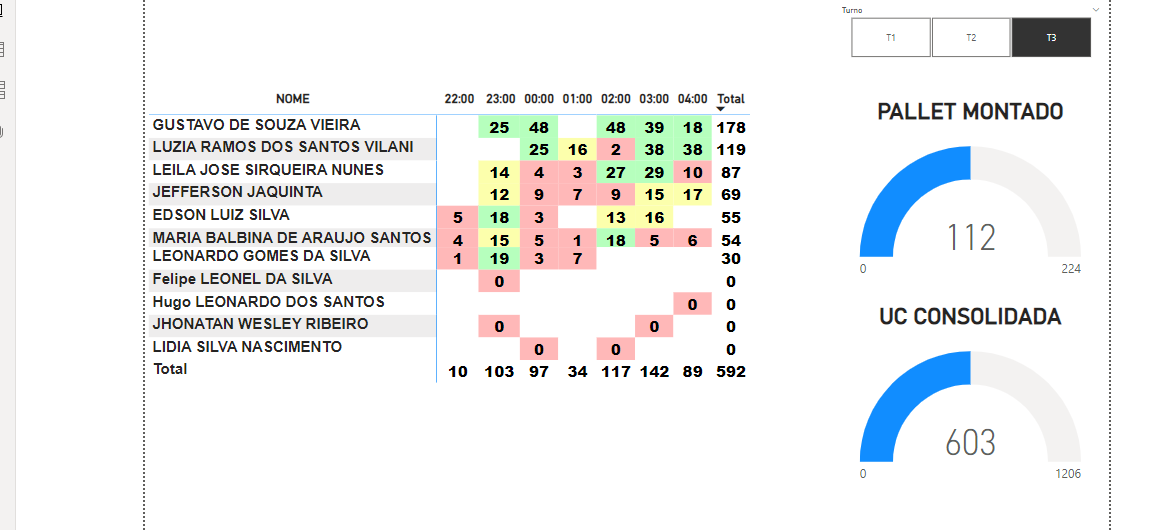 Turno
T1 T2 T3
NOME 22:00 23:00 00:00 01:00 02:00 03:00 04:00 Total
GUSTAVO DE SOUZA VIEIRA 25 48 48 39 18 178
LUZIA RAMOS DOS SANTOS VILANI 25 16 2 38 38 119
LEILA JOSE SIRQUEIRA NUNES 14 4 3 27 29 10 87
JEFFERSON JAQUINTA 12 9 7 9 15 17 69
EDSON LUIZ SILVA 5 18 3 13 16 55
MARIA BALBINA DE ARAUJO SANTOS 4 15 5 1 18 5 6 54
LEONARDO GOMES DA SILVA 1 19 3 7 30
Felipe LEONEL DA SILVA 0 0
Hugo LEONARDO DOS SANTOS 0 0
JHONATAN WESLEY RIBEIRO 0 0 0
LIDIA SILVA NASCIMENTO 0 0 0
Total 10 103 97 34 117 142 89 592
PALLET MONTADO
112
0 224
UC CONSOLIDADA
603
0 1206